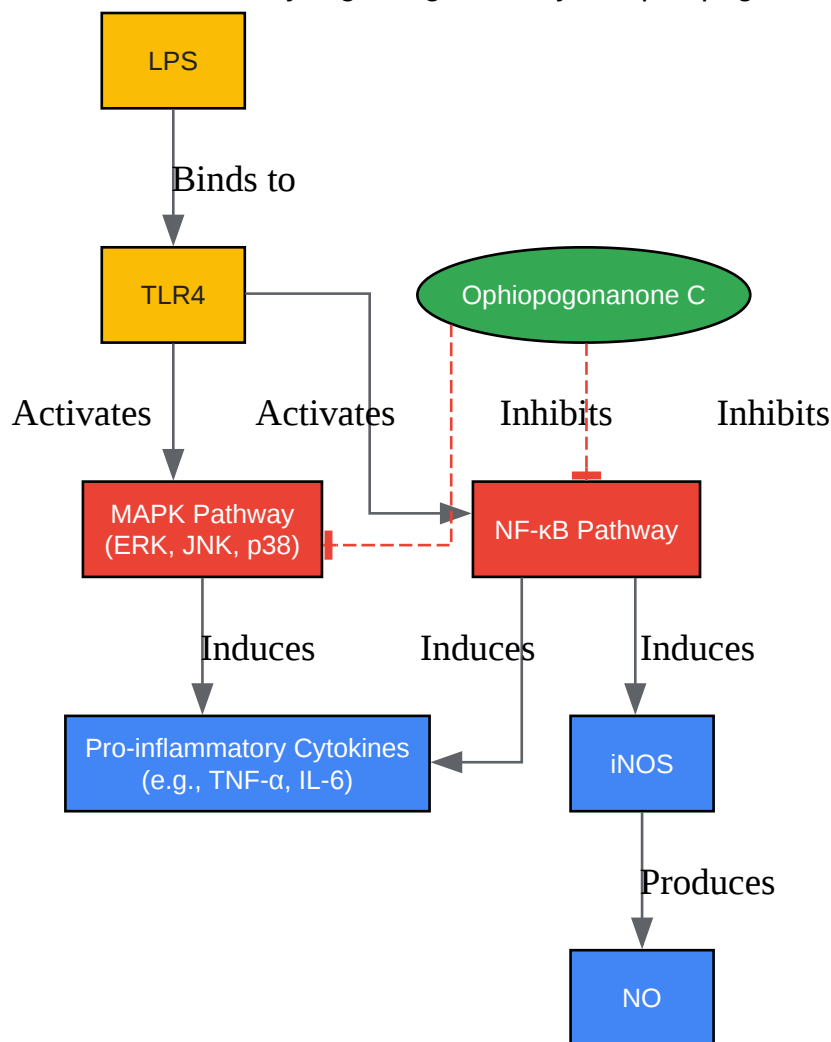 LPS
Binds to
TLR4
Ophiopogonanone C
Activates
Activates
Inhibits
Inhibits
MAPK Pathway
(ERK, JNK, p38)
NF-κB Pathway
Induces
Induces
Induces
Pro-inflammatory Cytokines
(e.g., TNF-α, IL-6)
iNOS
Produces
NO